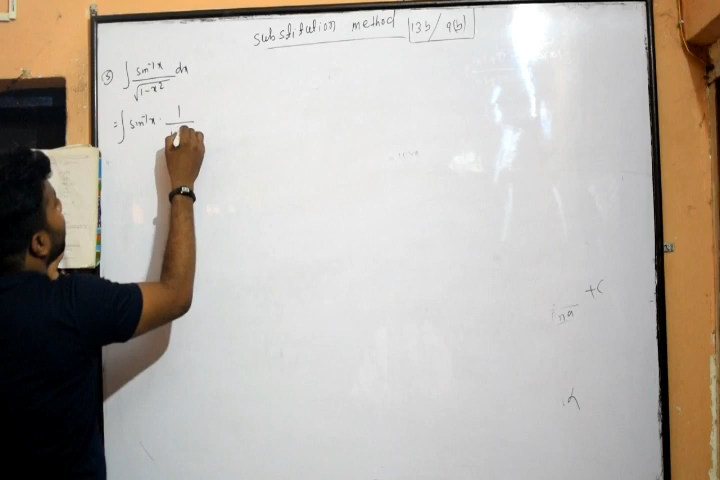 substitution method 13b/9(b)
③ ∫ sin⁻¹x / √1-x² dx
= ∫ sin⁻¹x · 1
+c